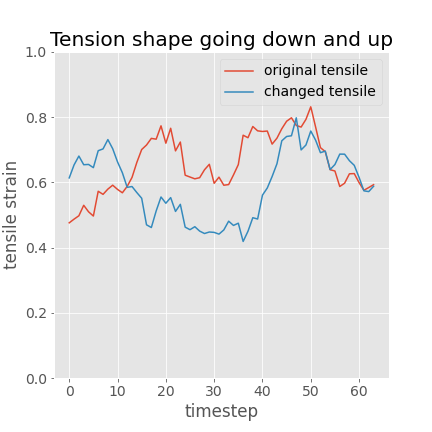 Tension shape going down and up
original tensile
changed tensile
tensile strain
1.0
0.8
0.6
0.4
0.2
0.0
0 10 20 30 40 50 60
timestep